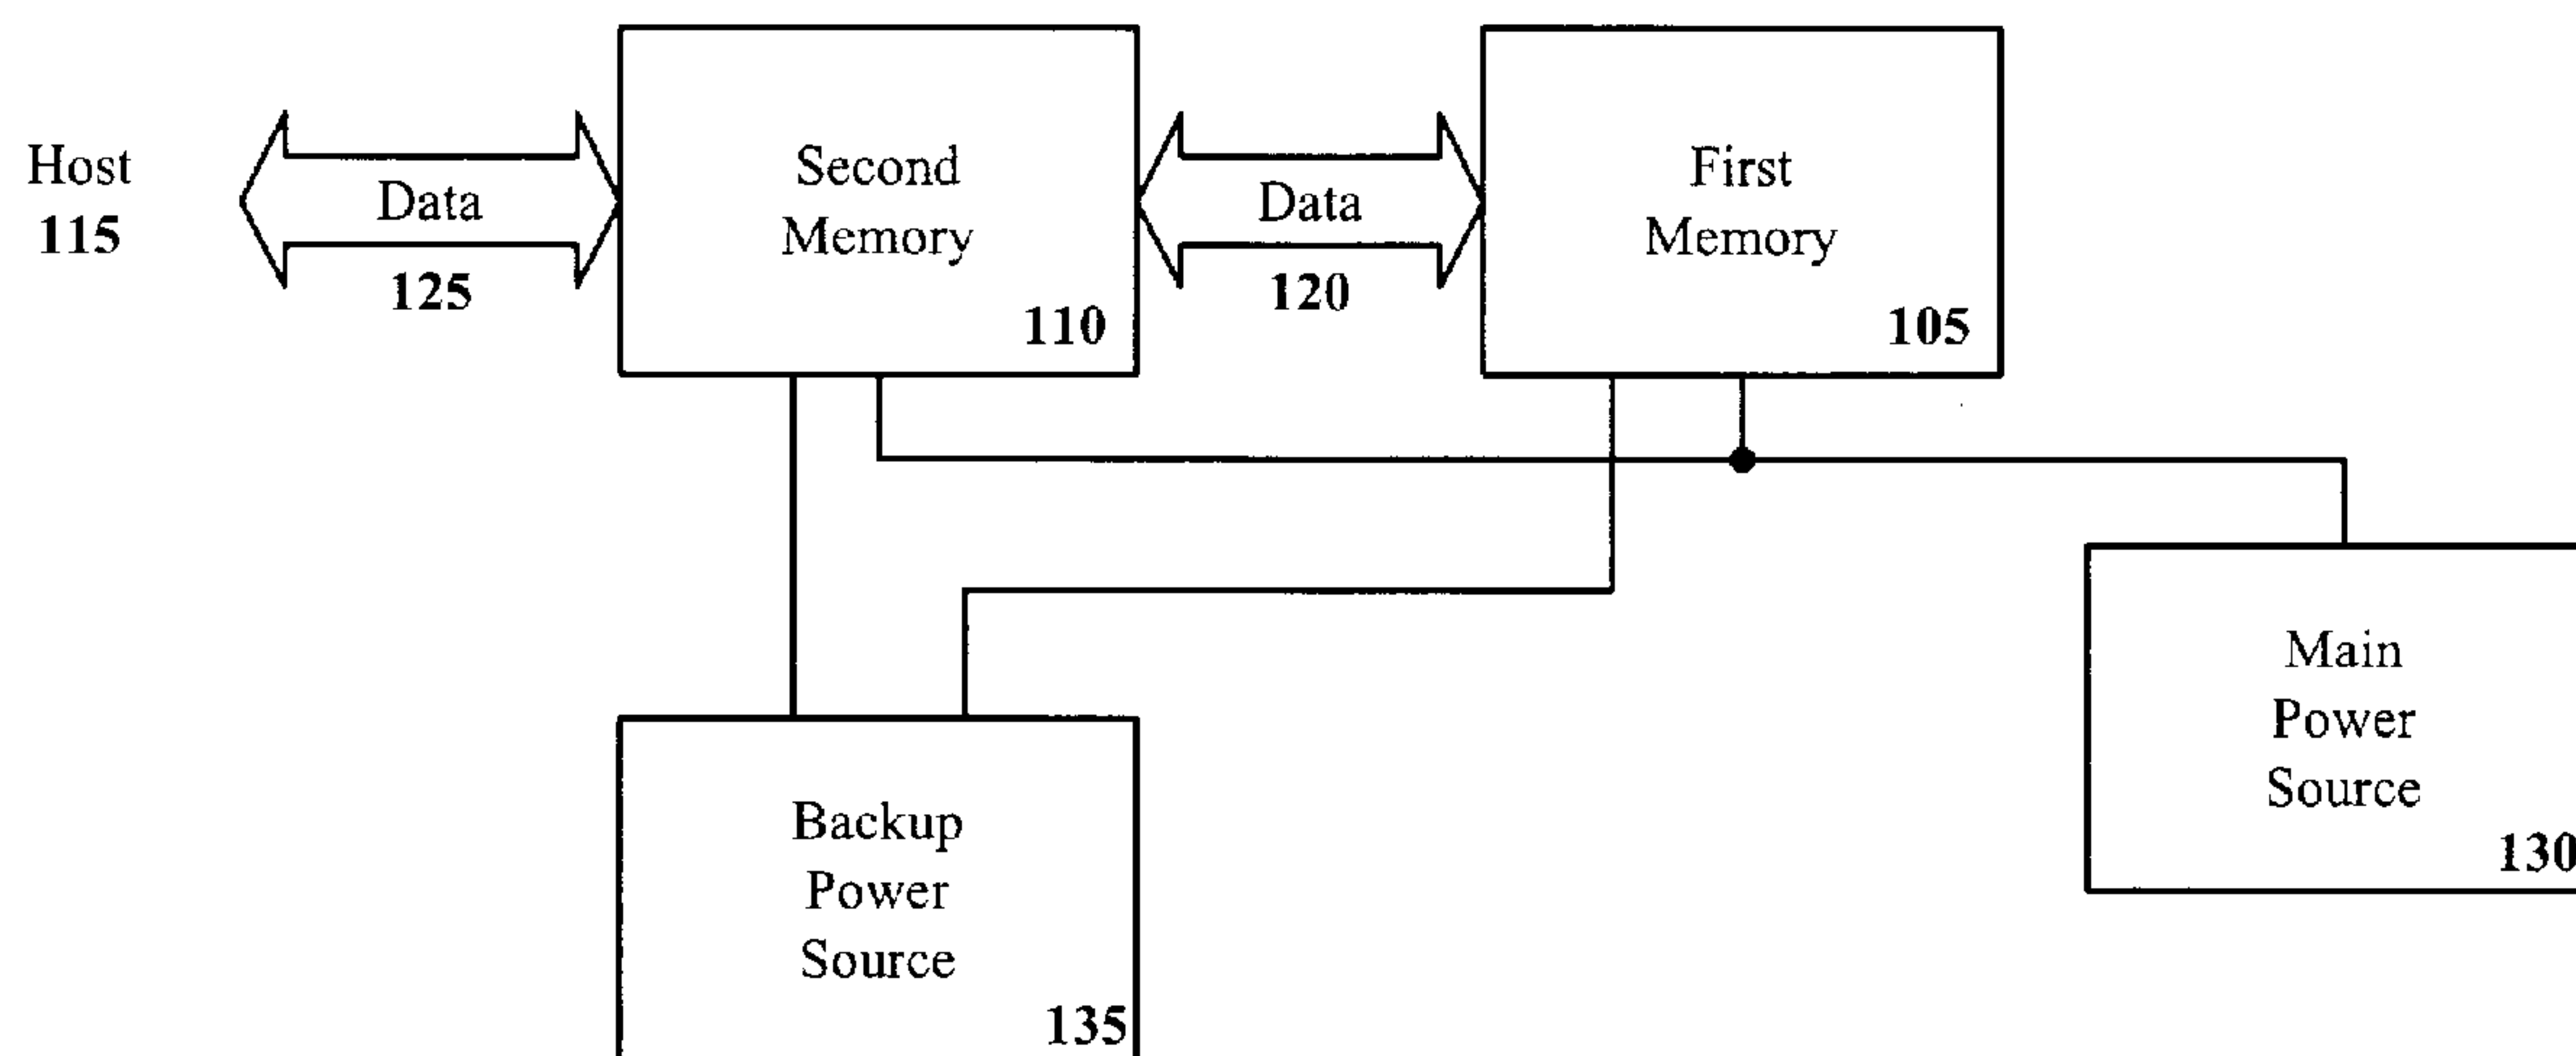 Host
115
Data
125
Second
Memory
110
Data
120
First
Memory
105
Main
Power
Source
130
Backup
Power
Source
135